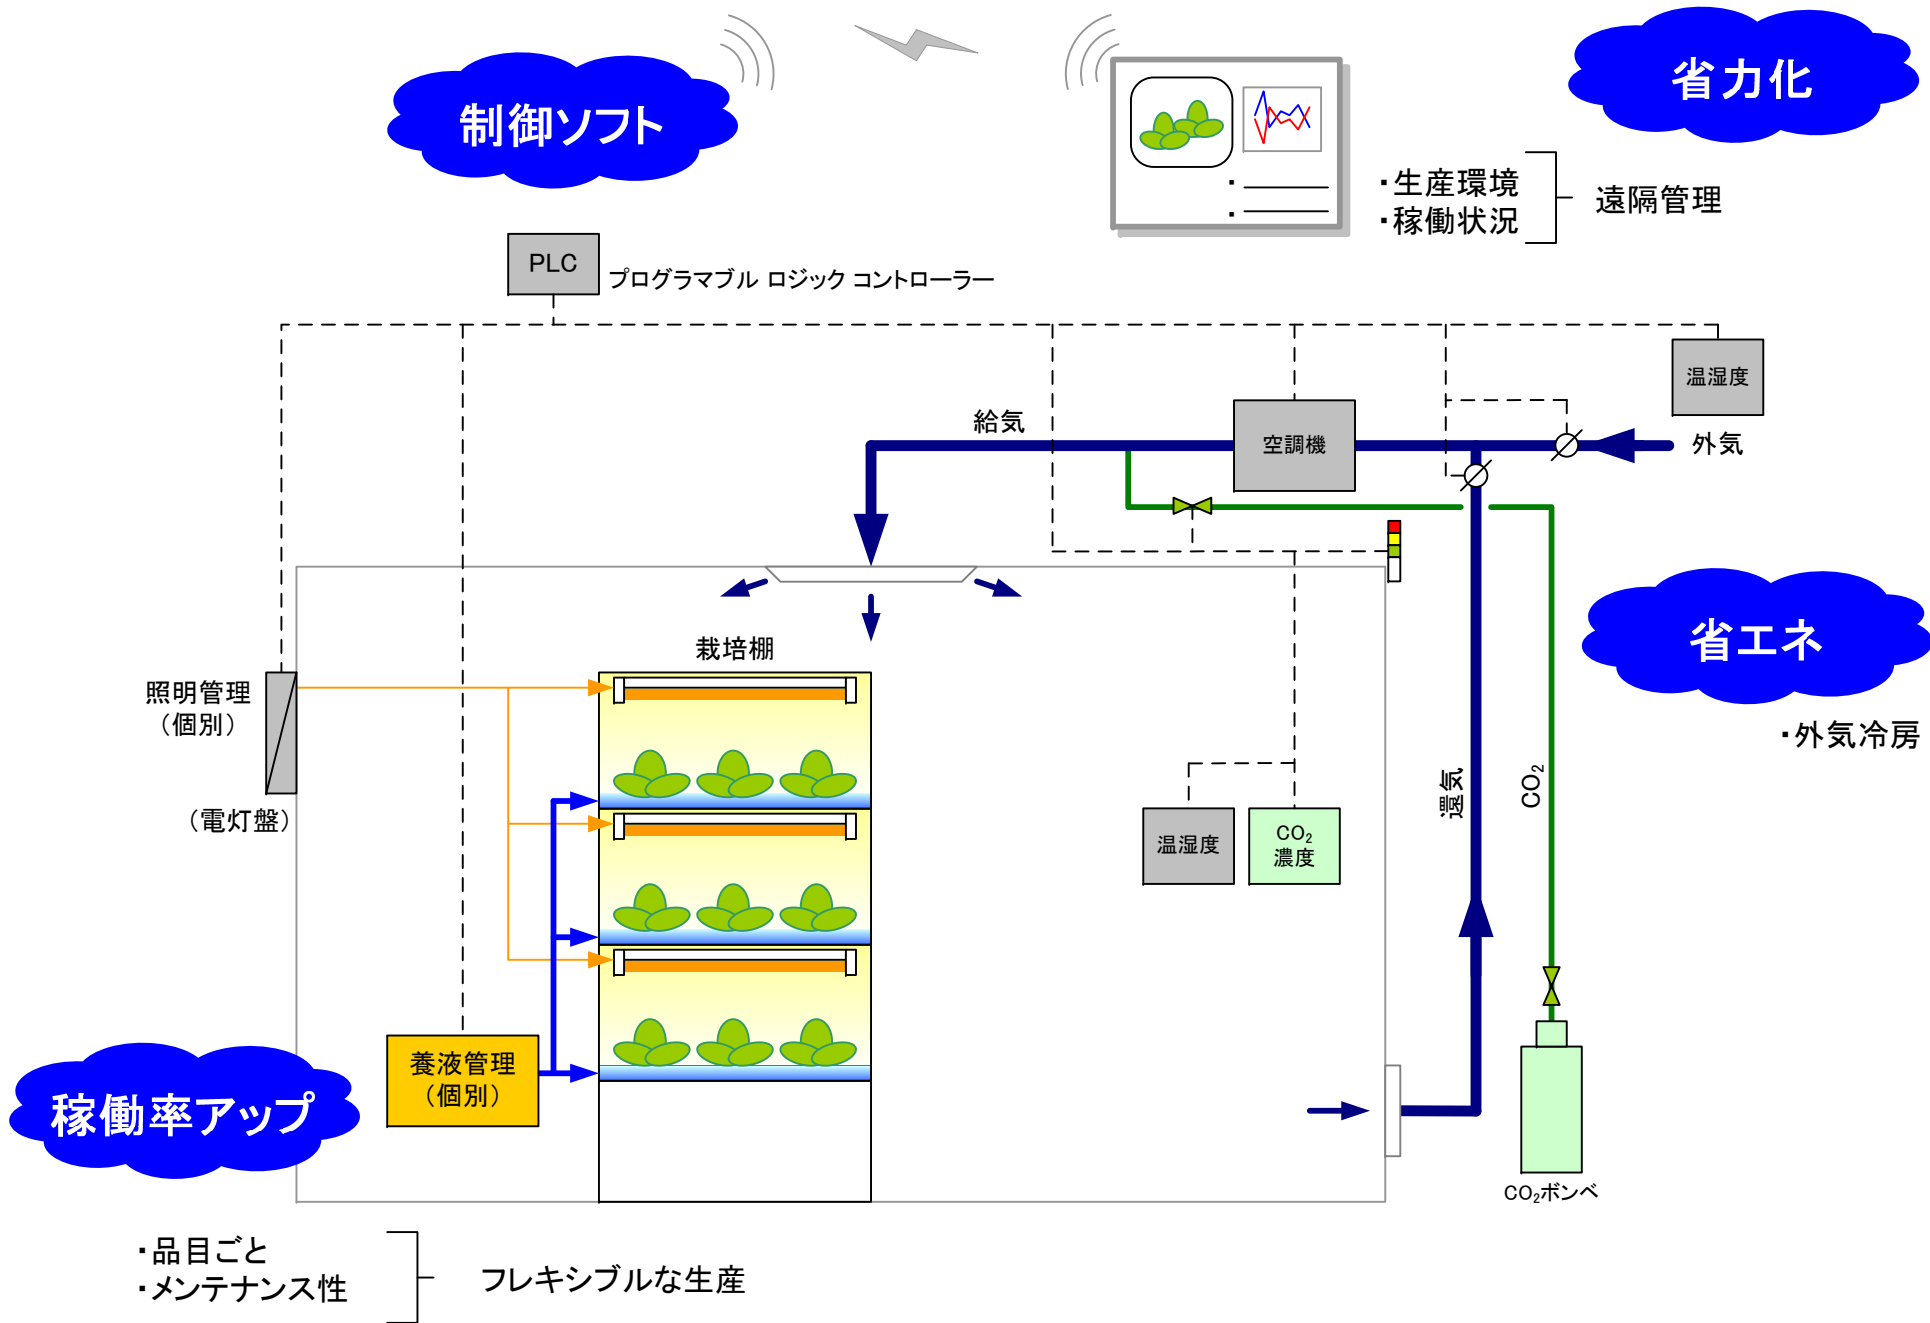 省力化
制御ソフト
・生産環境
・稼働状況
遠隔管理
PLC
プログラマブル ロジック コントローラー
温湿度
給気
空調機
外気
省エネ
・外気冷房
栽培棚
照明管理
（個別）
（電灯盤）
還気
CO₂
温湿度
CO₂
濃度
養液管理
（個別）
稼働率アップ
CO₂ボンベ
・品目ごと
・メンテナンス性
フレキシブルな生産